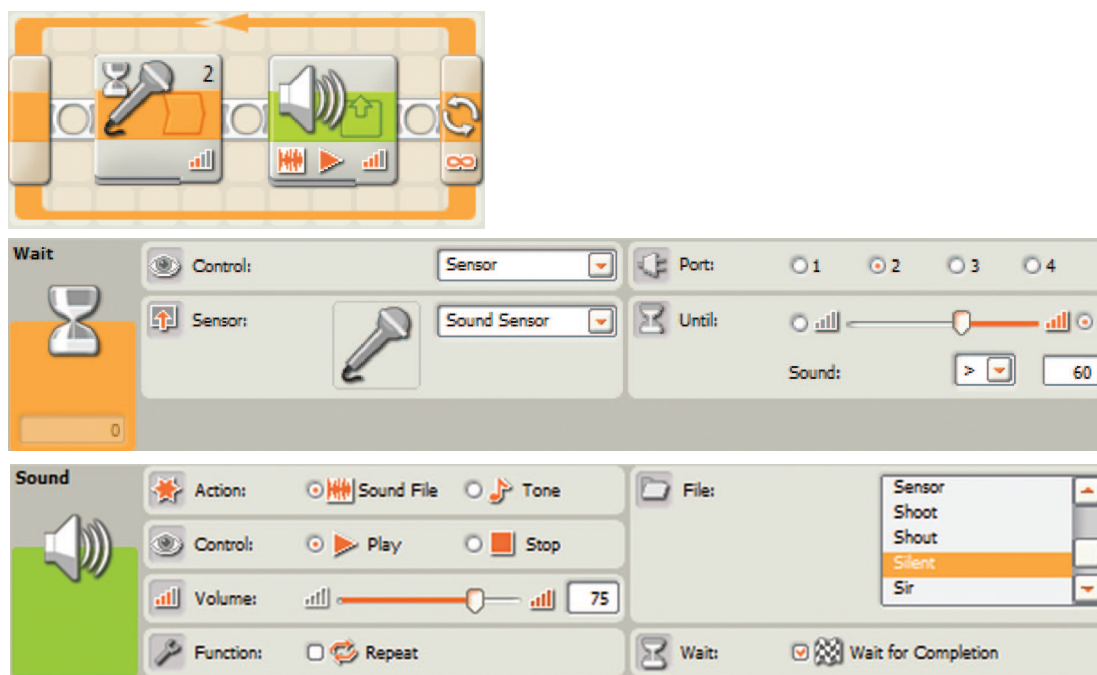 2
Wait
Control:
Sensor
Port:
1
2
3
4
Sensor:
Sound Sensor
Until:
Sound:
>
60
0
Sound
Action:
Sound File
Tone
File:
Sensor
Shoot
Shout
Silent
Sir
Control:
Play
Stop
Volume:
75
Function:
Repeat
Wait:
Wait for Completion